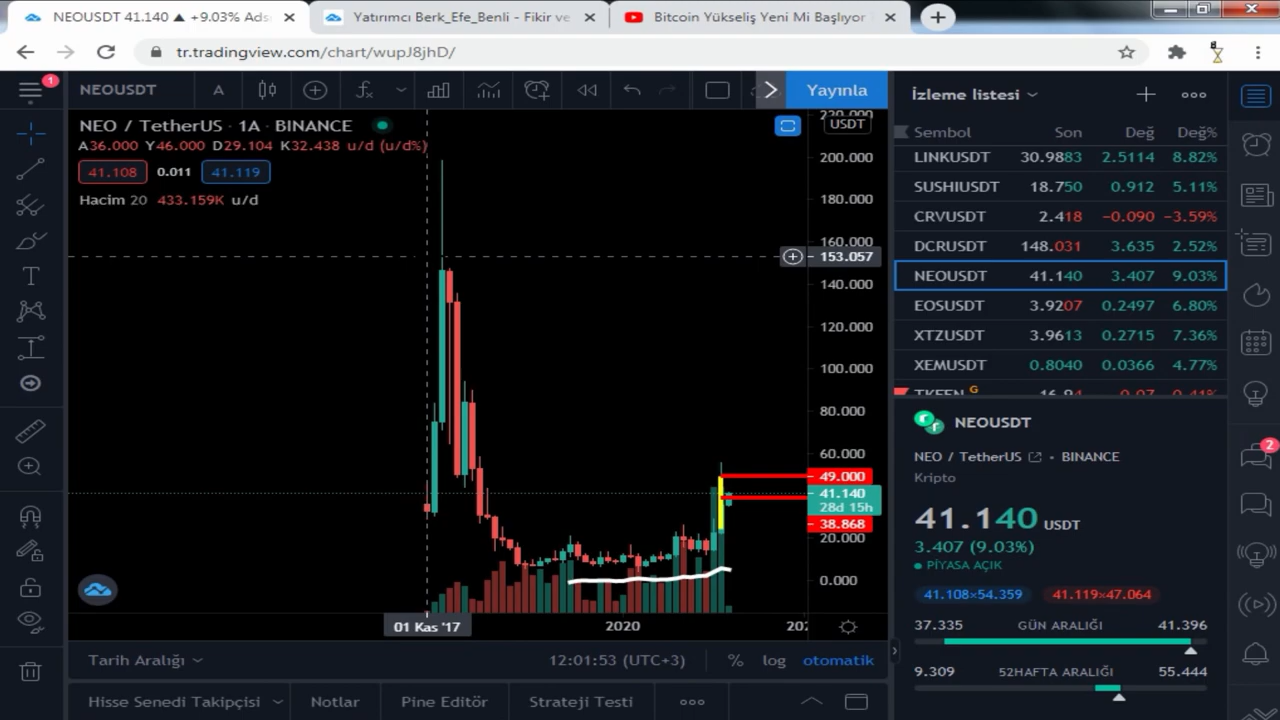 NEOUSDT 41.140 ▲ +9.03% Ads
Yatırımcı Berk_Efe_Benli - Fikir ve
Bitcoin Yükseliş Yeni Mi Başlıyor
tr.tradingview.com/chart/wupJ8jhD/
1
NEOUSDT
A
Yayınla
NEO / TetherUS · 1A · BINANCE
A36.000 Y46.000 D29.104 K32.438 u/d (u/d%)
41.108 0.011 41.119
Hacim 20 433.159K u/d
220.000
USDT
200.000
180.000
160.000
153.057
140.000
120.000
100.000
80.000
60.000
49.000
41.140
28d 15h
38.868
20.000
0.000
01 Kas '17
2020
202
Tarih Aralığı
12:01:53 (UTC+3)
%
log
otomatik
Hisse Senedi Takipçisi
Notlar
Pine Editör
Strateji Testi
İzleme listesi
Sembol Son Değ Değ%
LINKUSDT 30.9883 2.5114 8.82%
SUSHIUSDT 18.750 0.912 5.11%
CRVUSDT 2.418 −0.090 −3.59%
DCRUSDT 148.031 3.635 2.52%
NEOUSDT 41.140 3.407 9.03%
EOSUSDT 3.9207 0.2497 6.80%
XTZUSDT 3.9613 0.2715 7.36%
XEMUSDT 0.8040 0.0366 4.77%
NEOUSDT
NEO / TetherUS · BINANCE
Kripto
41.140 USDT
3.407 (9.03%)
PİYASA AÇIK
41.108×54.359 41.119×47.064
37.335 GÜN ARALIĞI 41.396
9.309 52HAFTA ARALIĞI 55.444
2